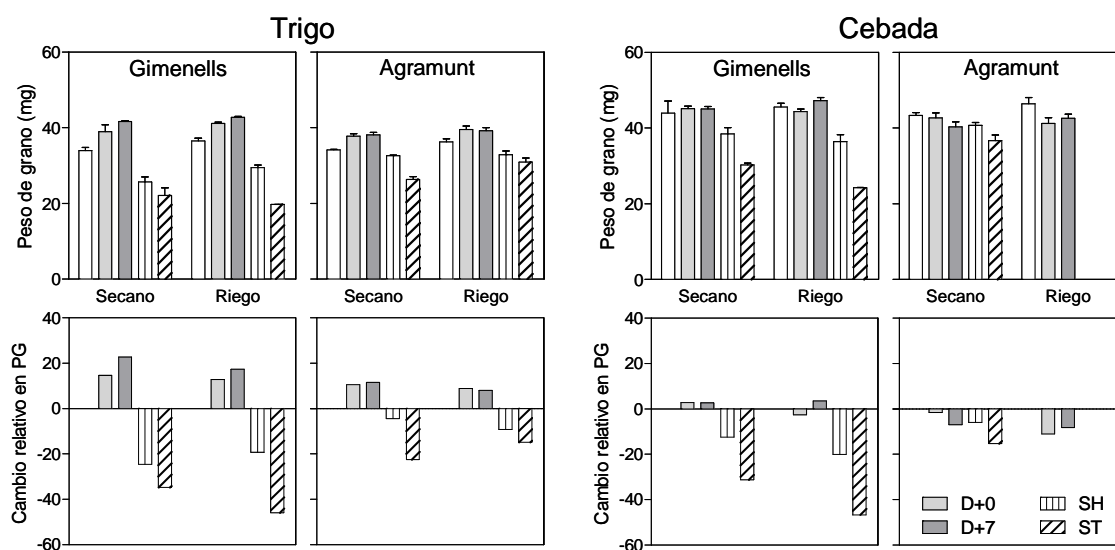 Trigo
Cebada
60
40
20
0
Peso de grano (mg)
Gimenells
Agramunt
Secano
Riego
Secano
Riego
40
20
0
-20
-40
-60
Cambio relativo en PG
60
40
20
0
Peso de grano (mg)
Gimenells
Agramunt
Secano
Riego
Secano
Riego
40
20
0
-20
-40
-60
Cambio relativo en PG
D+0
SH
D+7
ST